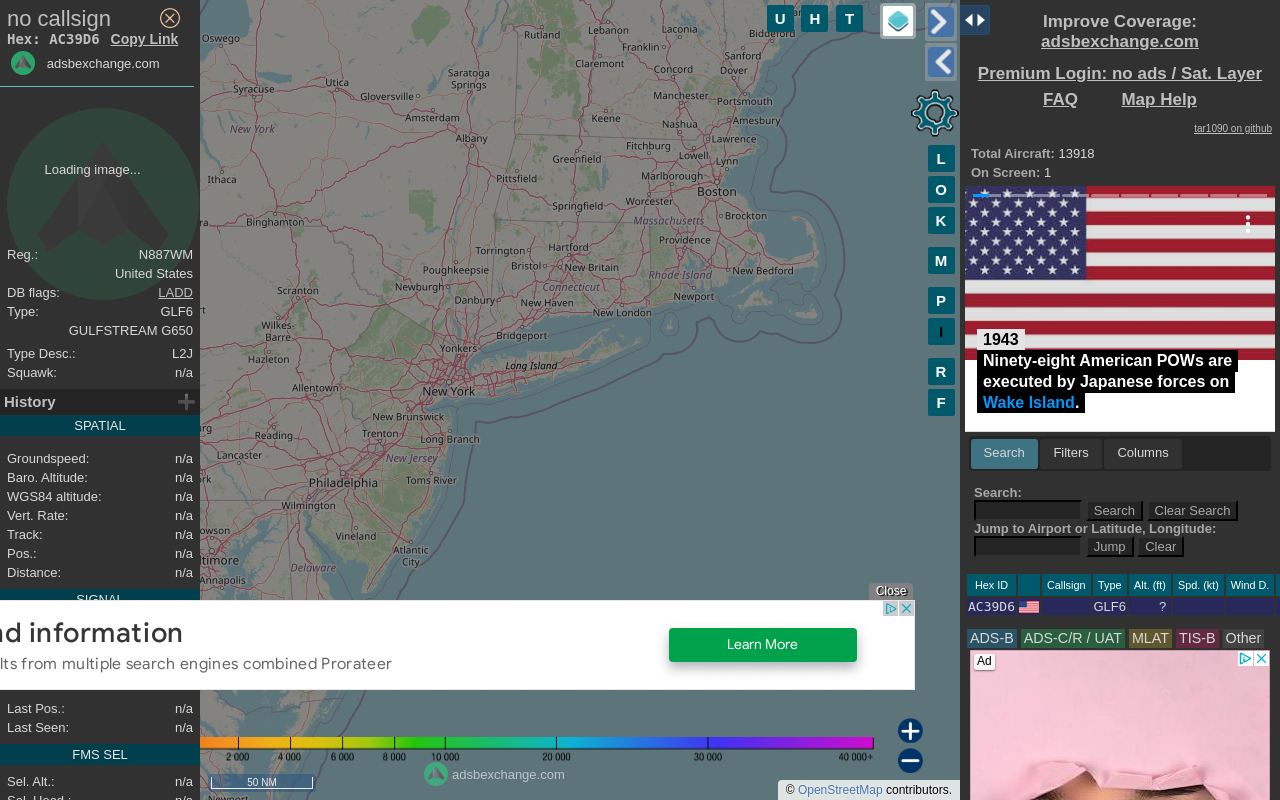 no callsign
Hex: AC39D6 Copy Link
adsbexchange.com
Loading image...
Reg.: N887WM
United States
DB flags: LADD
Type: GLF6
GULFSTREAM G650
Type Desc.: L2J
Squawk: n/a
History
SPATIAL
Groundspeed: n/a
Baro. Altitude: n/a
WGS84 altitude: n/a
Vert. Rate: n/a
Track: n/a
Pos.: n/a
Distance: n/a
SIGNAL
Last Pos.: n/a
Last Seen: n/a
FMS SEL
Sel. Alt.: n/a
Sel. Head.: n/a
Oswego
Rutland
Lebanon
Laconia
Franklin
Biddeford
Sanford
Claremont
Concord
Dover
Utica
Saratoga
Springs
Syracuse
Gloversville
Manchester
Portsmouth
Amsterdam
Keene
Nashua
Amesbury
New York
Albany
Fitchburg
Lawrence
Greenfield
Lowell
Lynn
Ithaca
Pittsfield
Marlborough
Boston
Springfield
Worcester
Binghamton
Massachusetts
Brockton
Torrington
Hartford
Providence
Poughkeepsie
Bristol
New Britain
Rhode Island
New Bedford
Scranton
Newburgh
Connecticut
Danbury
New Haven
Newport
New London
Wilkes-
Barre
Bridgeport
Hazleton
Yonkers
Long Island
Allentown
New York
New Brunswick
Reading
Trenton
Long Branch
Lancaster
New Jersey
Philadelphia
Toms River
Wilmington
Vineland
Atlantic
City
Annapolis
Delaware
U H T
L
O
K
M
P
I
R
F
Close
nd information
lts from multiple search engines combined Prorateer
Learn More
2 000 4 000 6 000 8 000 10 000 20 000 30 000 40 000+
adsbexchange.com
50 NM
© OpenStreetMap contributors.
Improve Coverage:
adsbexchange.com
Premium Login: no ads / Sat. Layer
FAQ Map Help
tar1090 on github
Total Aircraft: 13918
On Screen: 1
1943
Ninety-eight American POWs are
executed by Japanese forces on
Wake Island.
Search Filters Columns
Search:
Search Clear Search
Jump to Airport or Latitude, Longitude:
Jump Clear
Hex ID Callsign Type Alt. (ft) Spd. (kt) Wind D.
AC39D6 GLF6 ?
ADS-B ADS-C/R / UAT MLAT TIS-B Other
Ad